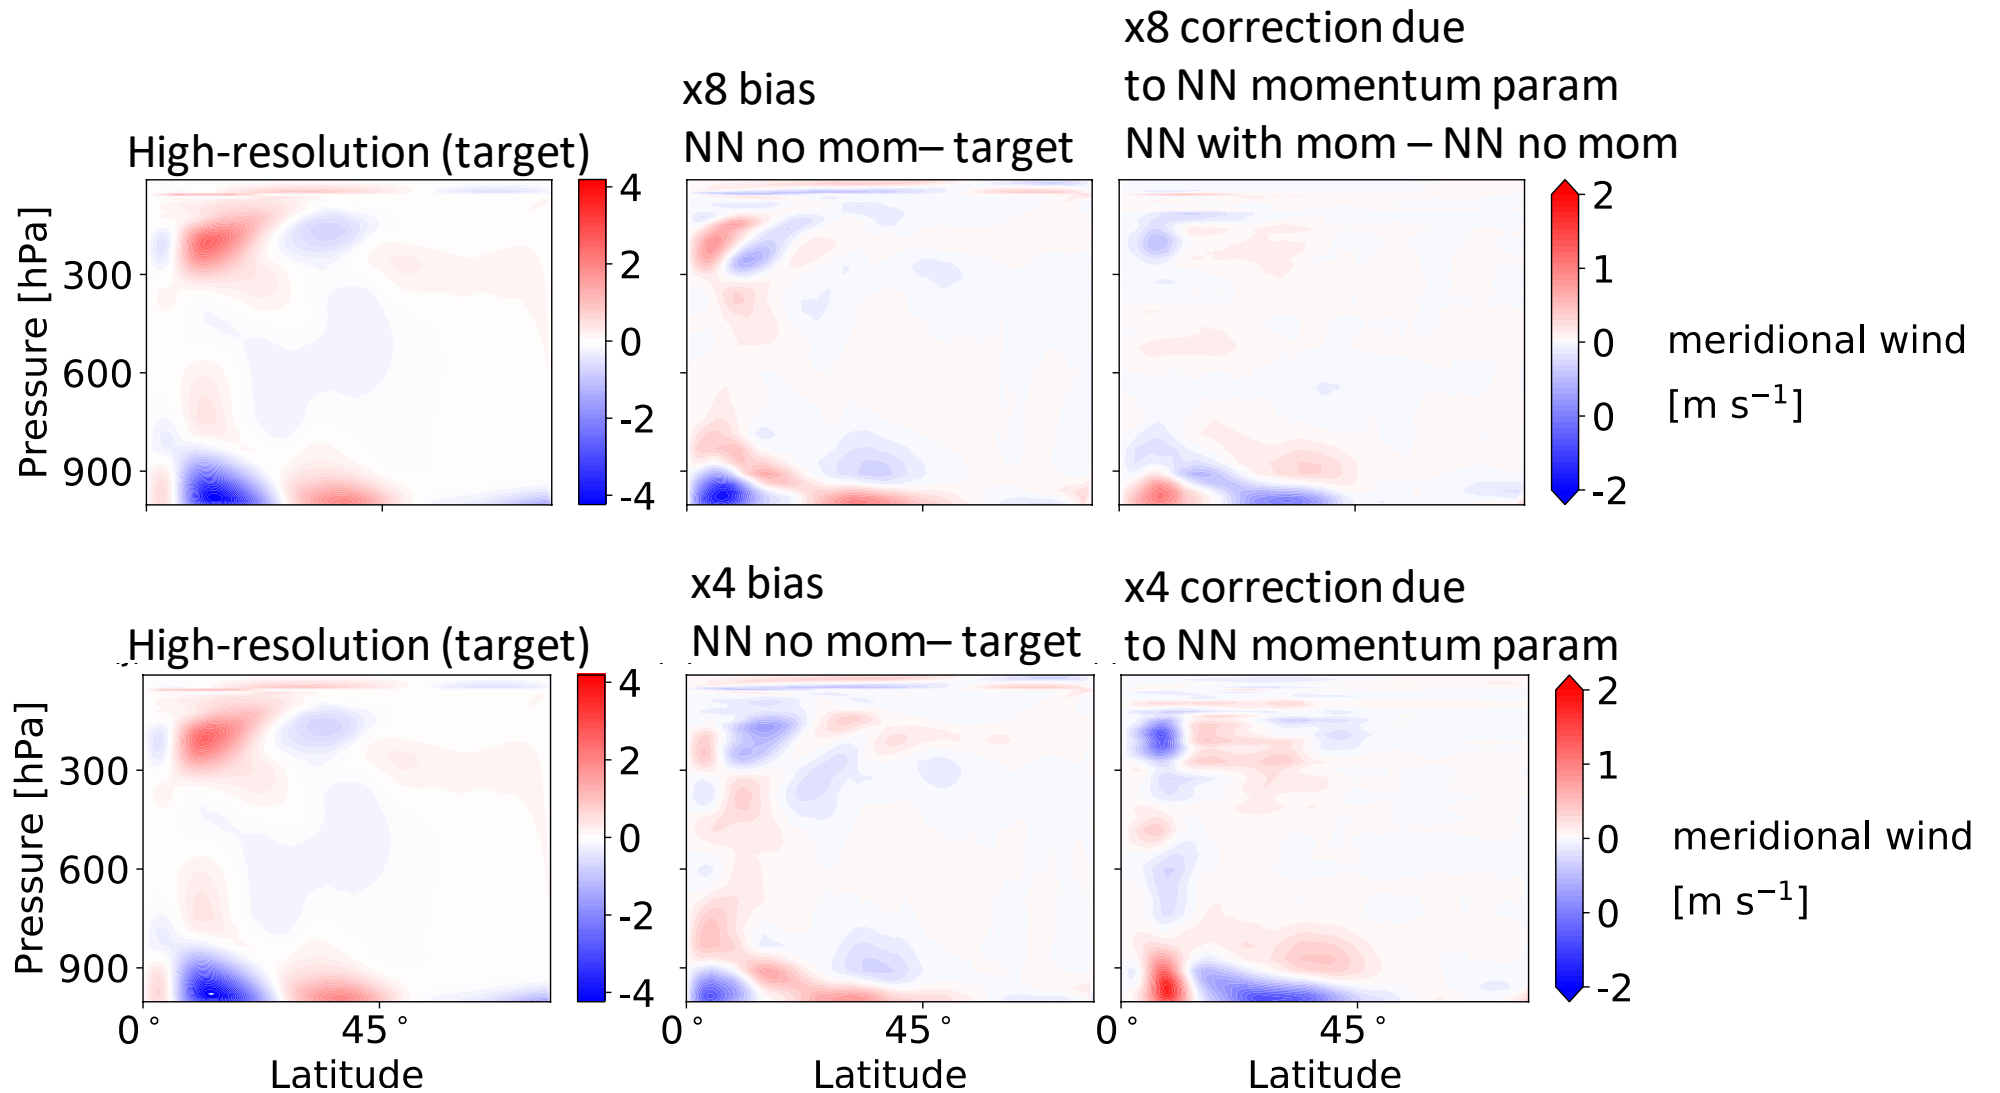 x8 correction due
to NN momentum param
NN with mom – NN no mom
x8 bias
NN no mom– target
High-resolution (target)
Pressure [hPa]
300
600
900
4
2
0
-2
-4
2
1
0
0
-2
meridional wind
[m s−1]
x4 bias
NN no mom– target
x4 correction due
to NN momentum param
High-resolution (target)
Pressure [hPa]
300
600
900
4
2
0
-2
-4
2
1
0
0
-2
meridional wind
[m s−1]
0° 45° 0° 45° 0° 45°
Latitude Latitude Latitude